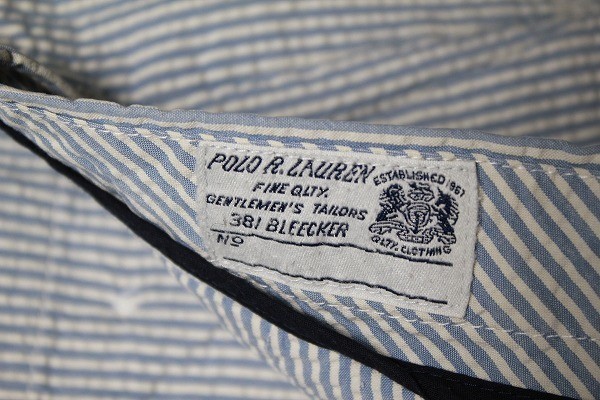 POLO R. LAUREN
FINE QLTY.
GENTLEMEN'S TAILORS
381 BLEECKER
No
ESTABLISHED 1967
QLTY. CLOTHING